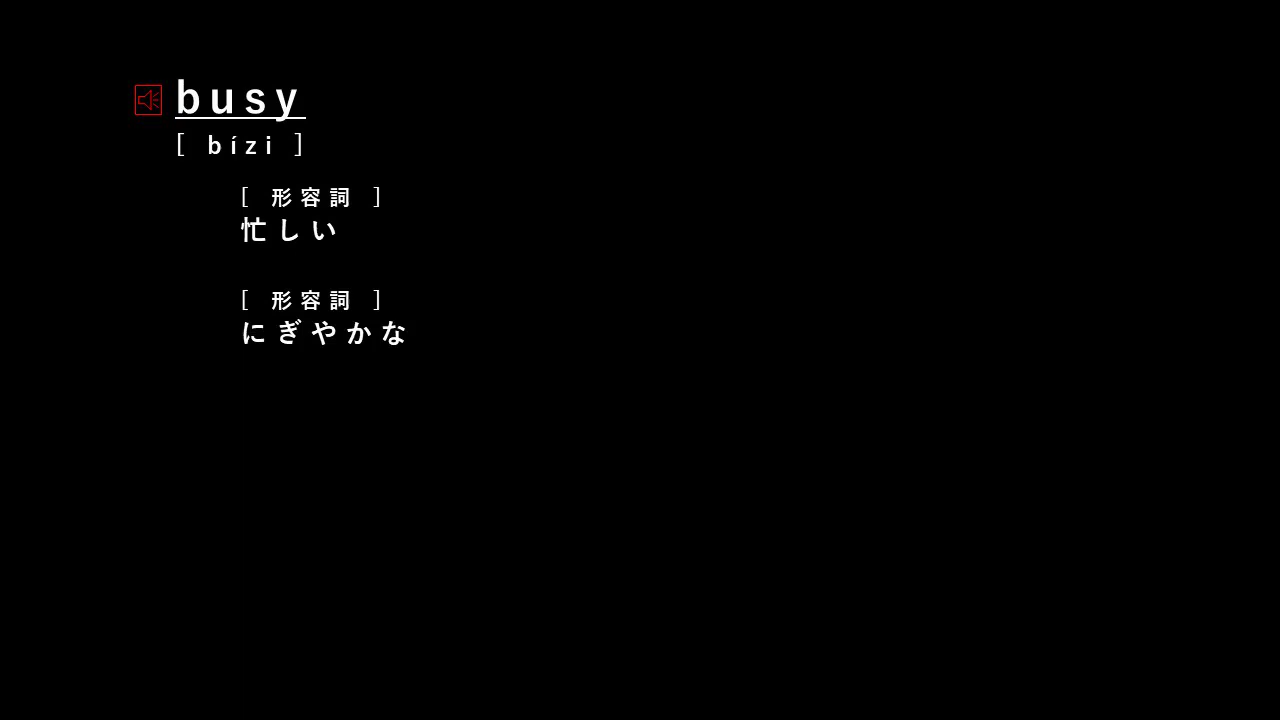 busy
[ bízi ]
[ 形容詞 ]
忙しい
[ 形容詞 ]
にぎやかな